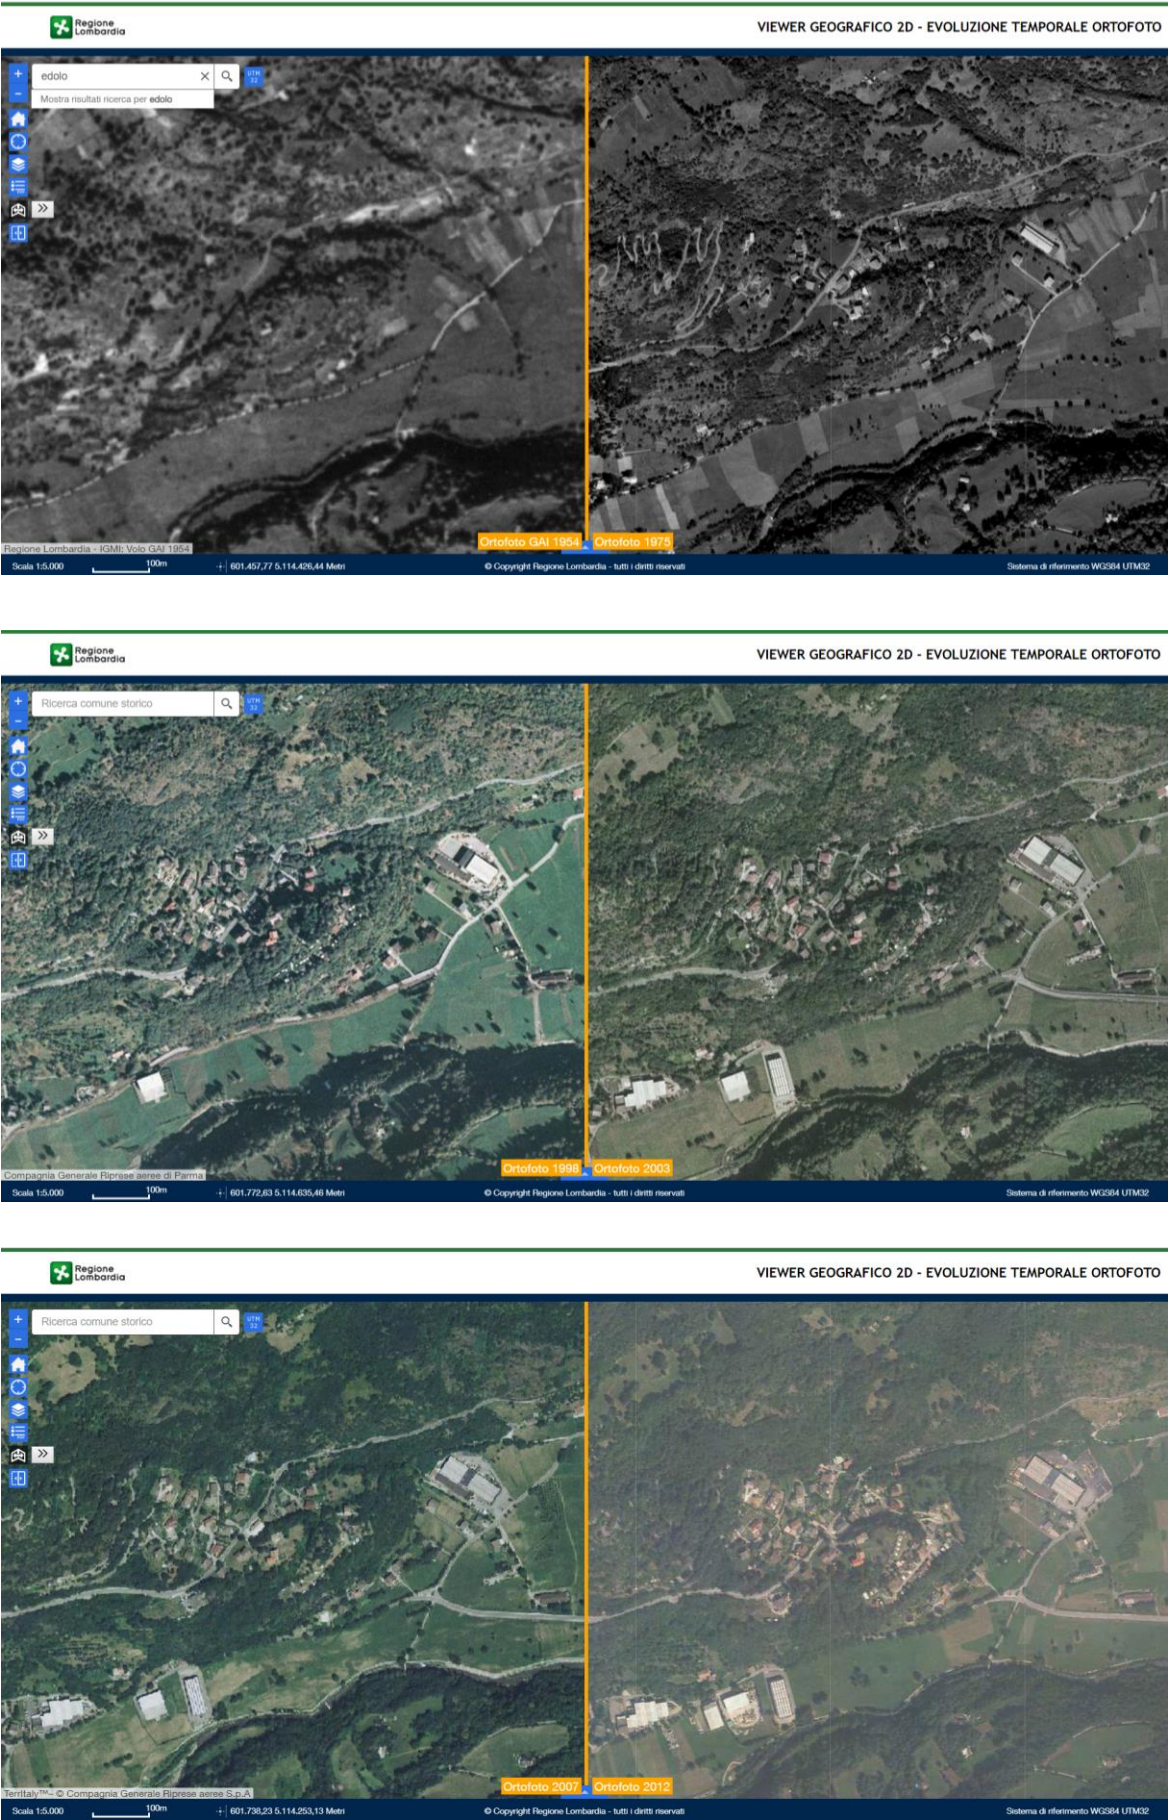 Regione
Lombardia
VIEWER GEOGRAFICO 2D - EVOLUZIONE TEMPORALE ORTOFOTO
+
edolo
UTM
32
Mostra risultati ricerca per edolo
-
Ortofoto GAI 1954
Ortofoto 1975
Regione Lombardia - IGMI: Volo GAI 1954
Scala 1:5.000
100m
601.457,77 5.114.426,44 Metri
© Copyright Regione Lombardia - tutti i diritti riservati
Sistema di riferimento WGS84 UTM32
Regione
Lombardia
VIEWER GEOGRAFICO 2D - EVOLUZIONE TEMPORALE ORTOFOTO
+
Ricerca comune storico
UTM
32
-
Ortofoto 1998
Ortofoto 2003
Compagnia Generale Riprese aeree di Parma
Scala 1:5.000
100m
601.772,63 5.114.635,46 Metri
© Copyright Regione Lombardia - tutti i diritti riservati
Sistema di riferimento WGS84 UTM32
Regione
Lombardia
VIEWER GEOGRAFICO 2D - EVOLUZIONE TEMPORALE ORTOFOTO
+
Ricerca comune storico
UTM
32
-
Ortofoto 2007
Ortofoto 2012
TerrItaly™– © Compagnia Generale Riprese aeree S.p.A
Scala 1:5.000
100m
601.738,23 5.114.253,13 Metri
© Copyright Regione Lombardia - tutti i diritti riservati
Sistema di riferimento WGS84 UTM32